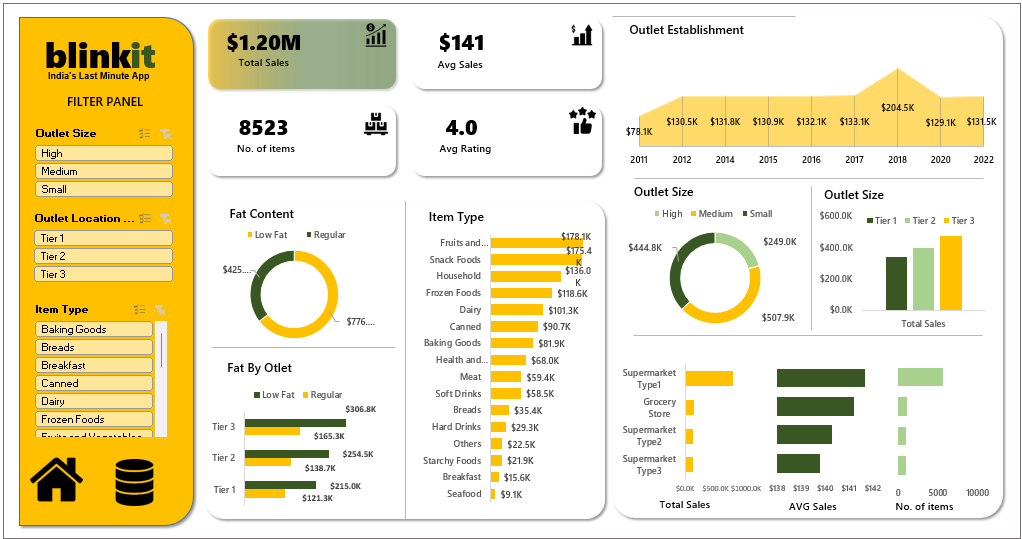 blinkit
India's Last Minute App
FILTER PANEL
Outlet Size
High
Medium
Small
Outlet Location ...
Tier 1
Tier 2
Tier 3
Item Type
Baking Goods
Breads
Breakfast
Canned
Dairy
Frozen Foods
Fruits and Vegetables
$1.20M
Total Sales
$141
Avg Sales
8523
No. of items
4.0
Avg Rating
Fat Content
Low Fat Regular
$425....
$776....
Fat By Otlet
Low Fat Regular
$306.8K
Tier 3
$165.3K
Tier 2 $254.5K
$138.7K
Tier 1 $215.0K
$121.3K
Item Type
Fruits and... $178.1K
Snack Foods $175.4
K
Household $136.0
K
Frozen Foods $118.6K
Dairy $101.3K
Canned $90.7K
Baking Goods $81.9K
Health and... $68.0K
Meat $59.4K
Soft Drinks $58.5K
Breads $35.4K
Hard Drinks $29.3K
Others $22.5K
Starchy Foods $21.9K
Breakfast $15.6K
Seafood $9.1K
Outlet Establishment
$78.1K $130.5K $131.8K $130.9K $132.1K $133.1K $204.5K $129.1K $131.5K
2011 2012 2014 2015 2016 2017 2018 2020 2022
Outlet Size
High Medium Small
$444.8K
$249.0K
$507.9K
Outlet Size
$600.0K
Tier 1 Tier 2 Tier 3
$400.0K
$200.0K
$0.0K
Total Sales
Supermarket
Type1
Grocery
Store
Supermarket
Type2
Supermarket
Type3
$0.0K $500.0K $1000.0K
Total Sales
$138 $139 $140 $141 $142
AVG Sales
0 5000 10000
No. of items